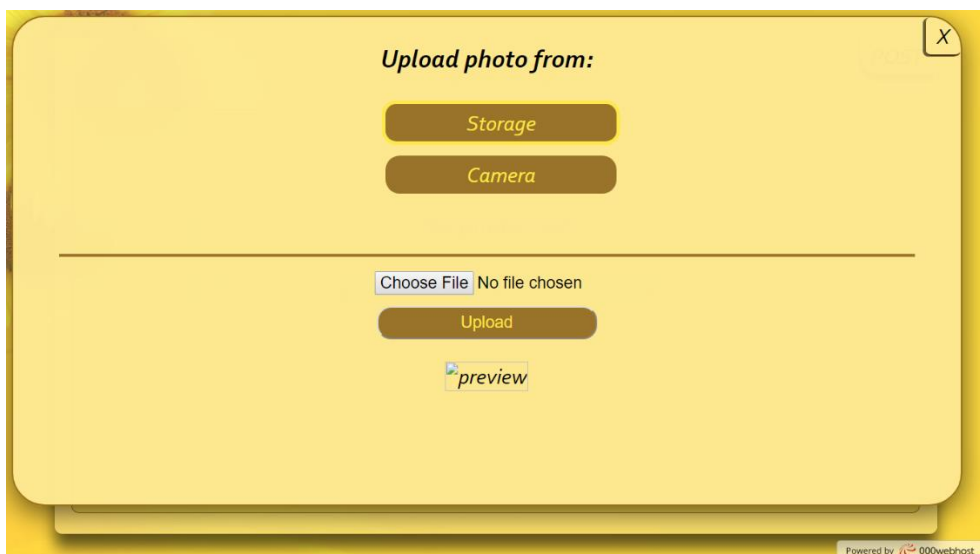 X
Upload photo from:
Storage
Camera
Choose File No file chosen
Upload
preview
Powered by 000webhost